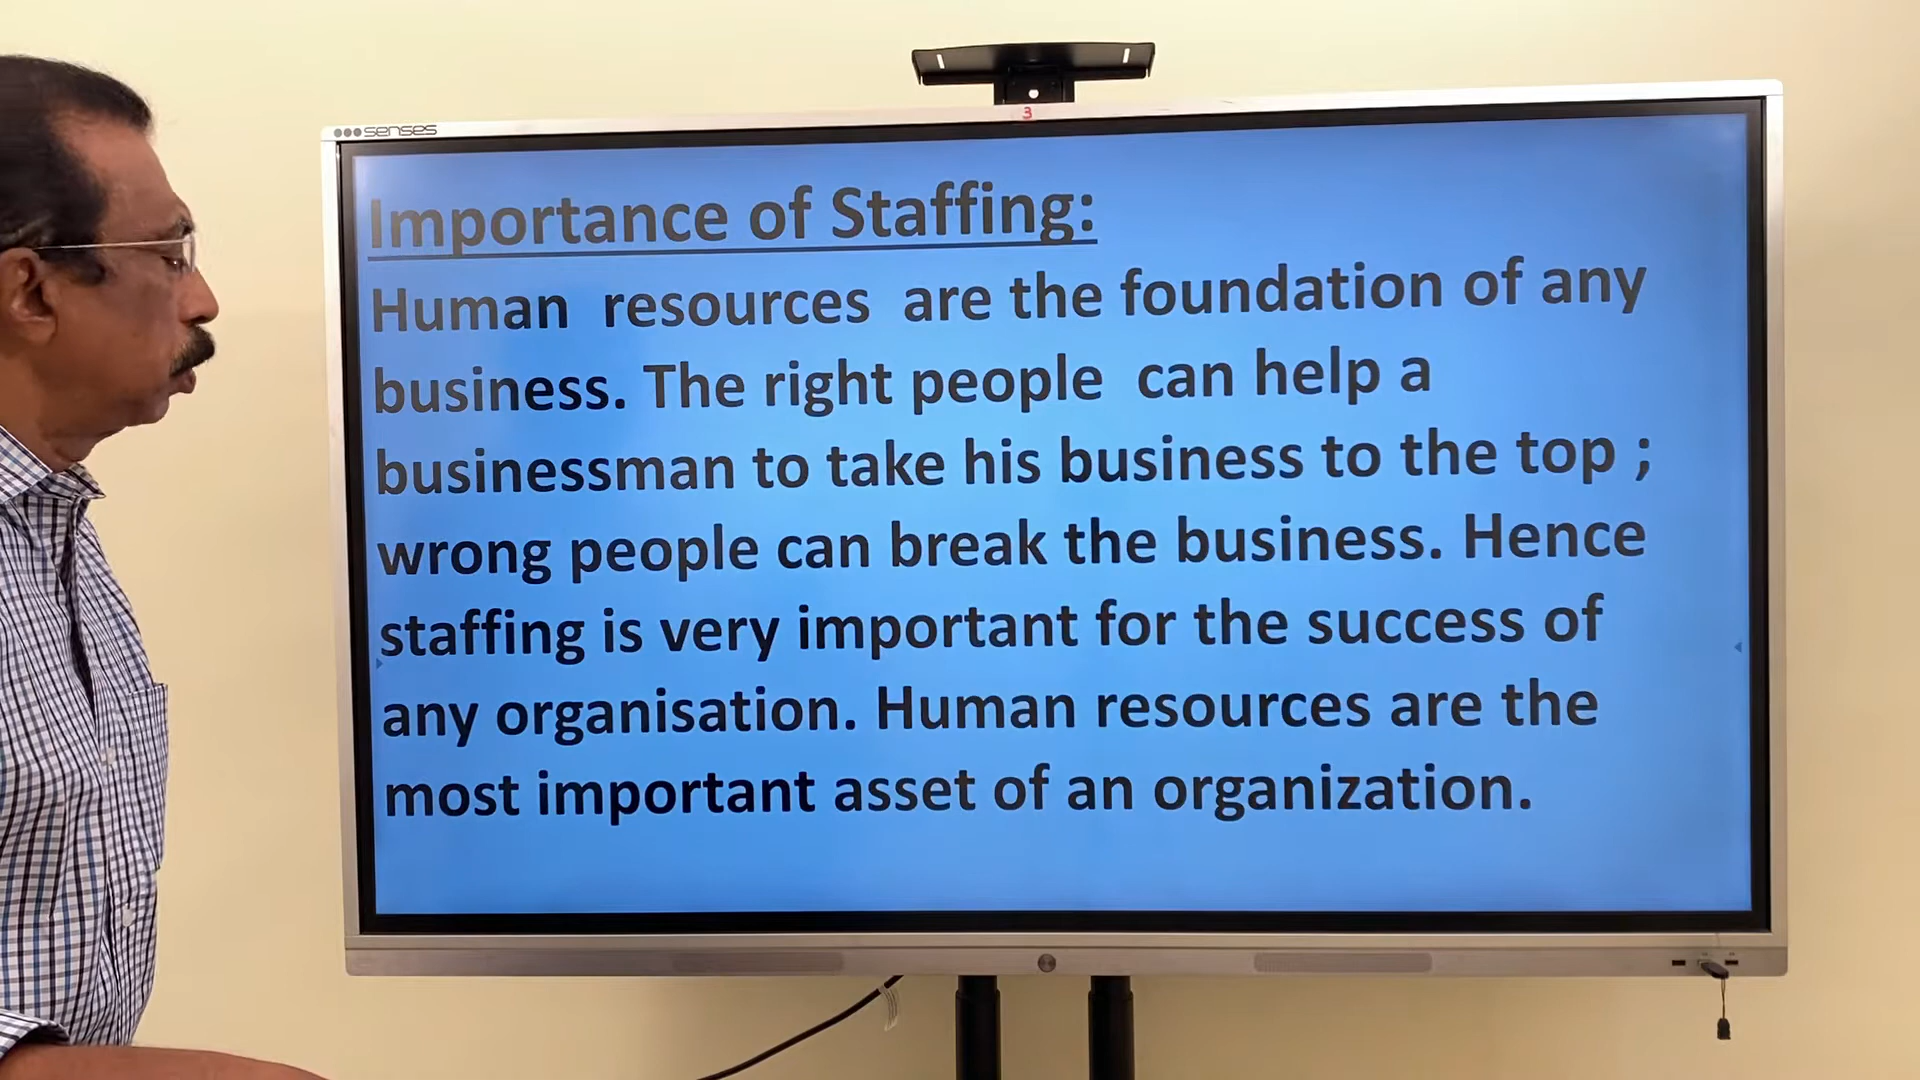 senses
3
Importance of Staffing:
Human resources are the foundation of any
business. The right people can help a
businessman to take his business to the top ;
wrong people can break the business. Hence
staffing is very important for the success of
any organisation. Human resources are the
most important asset of an organization.